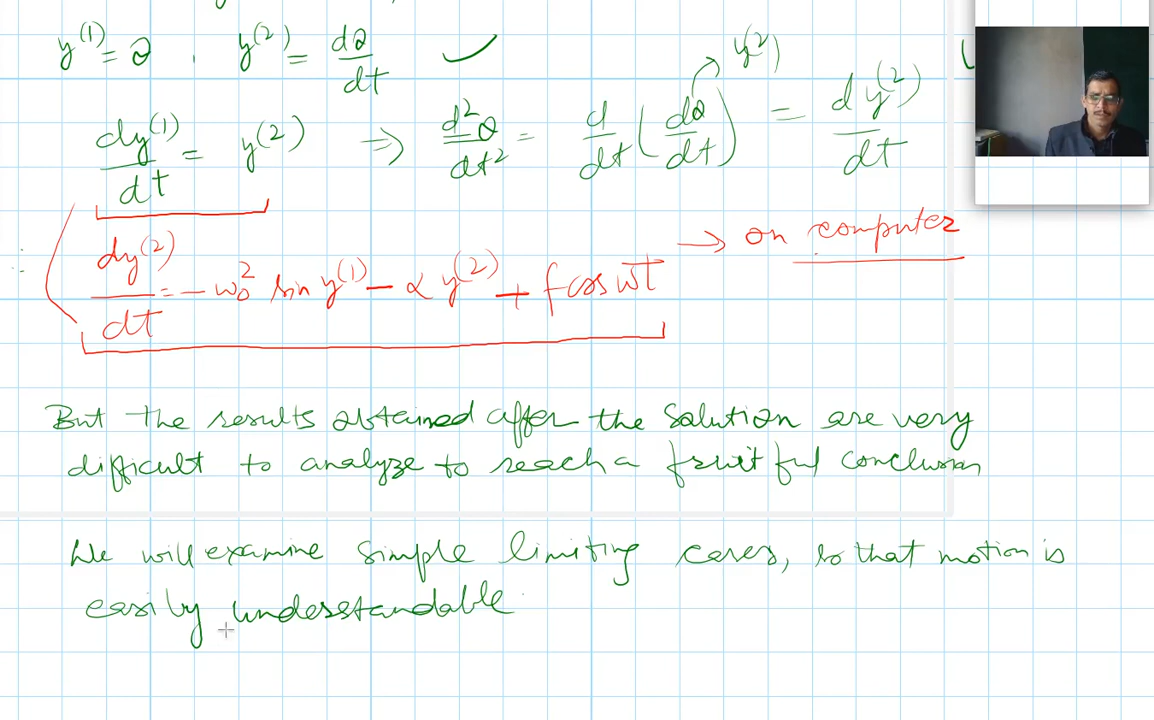 y^(1) = θ , y^(2) = dθ/dt ✓
dy^(1)/dt = y^(2) ⇒ d²θ/dt² = d/dt (dθ/dt) → y^(2) = dy^(2)/dt
dy^(2)/dt = -ω₀² sin y^(1) - α y^(2) + f cos ωt → on computer
But the results obtained after the solution are very
difficult to analyze to reach a fruitful conclusion
We will examine simple limiting cases, so that motion is
easily understandable